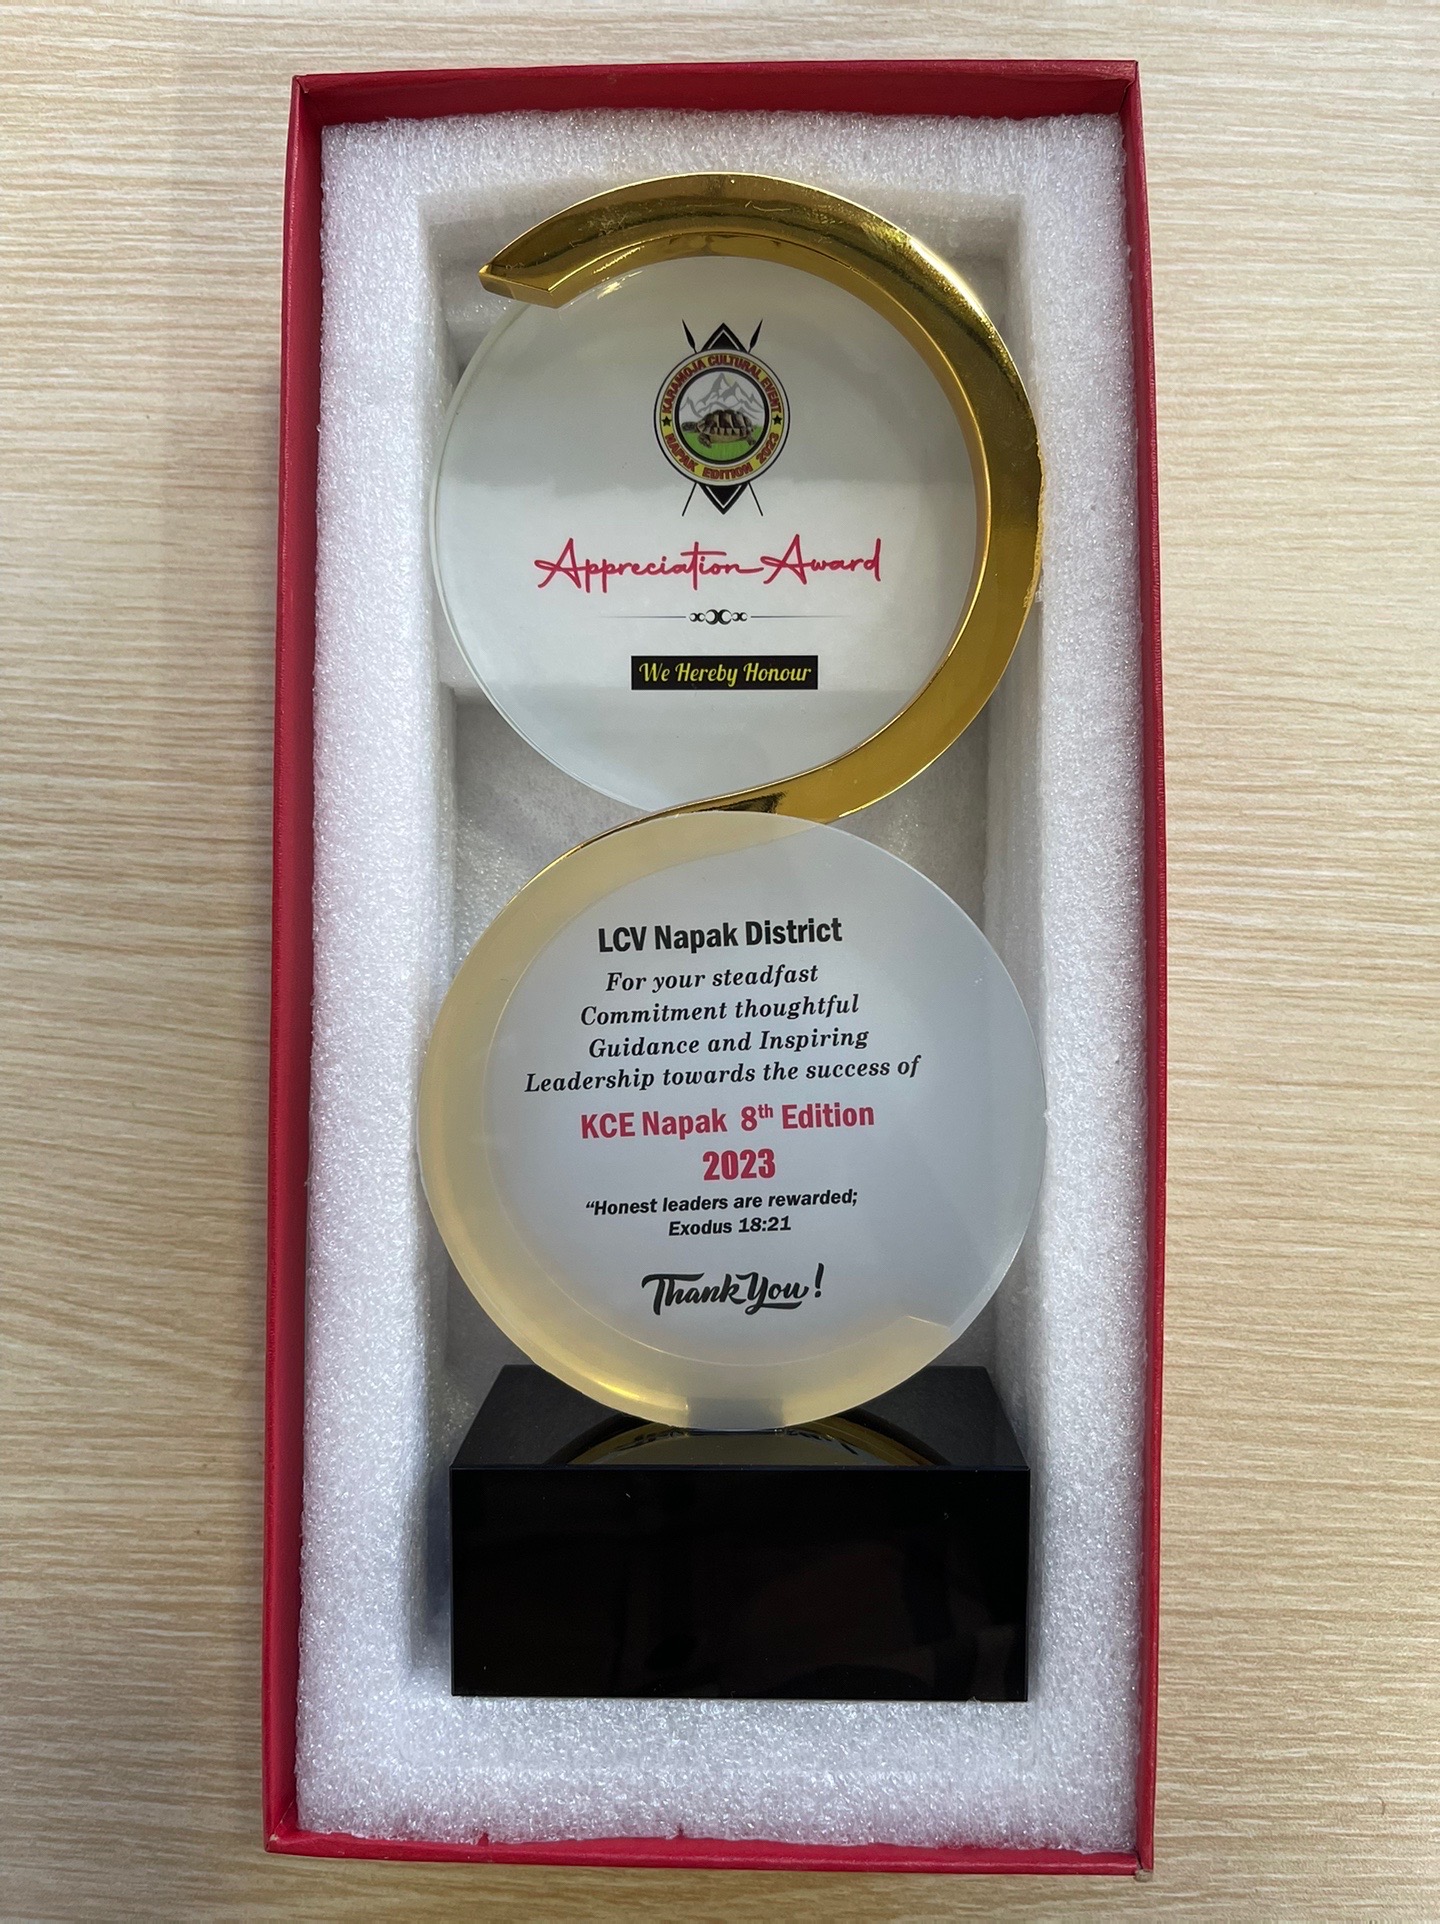 KARAMOJA CULTURAL EVENT
NAPAK EDITION 2023
Appreciation Award
We Hereby Honour
LCV Napak District
For your steadfast
Commitment thoughtful
Guidance and Inspiring
Leadership towards the success of
KCE Napak 8th Edition
2023
“Honest leaders are rewarded;
Exodus 18:21
Thank You!